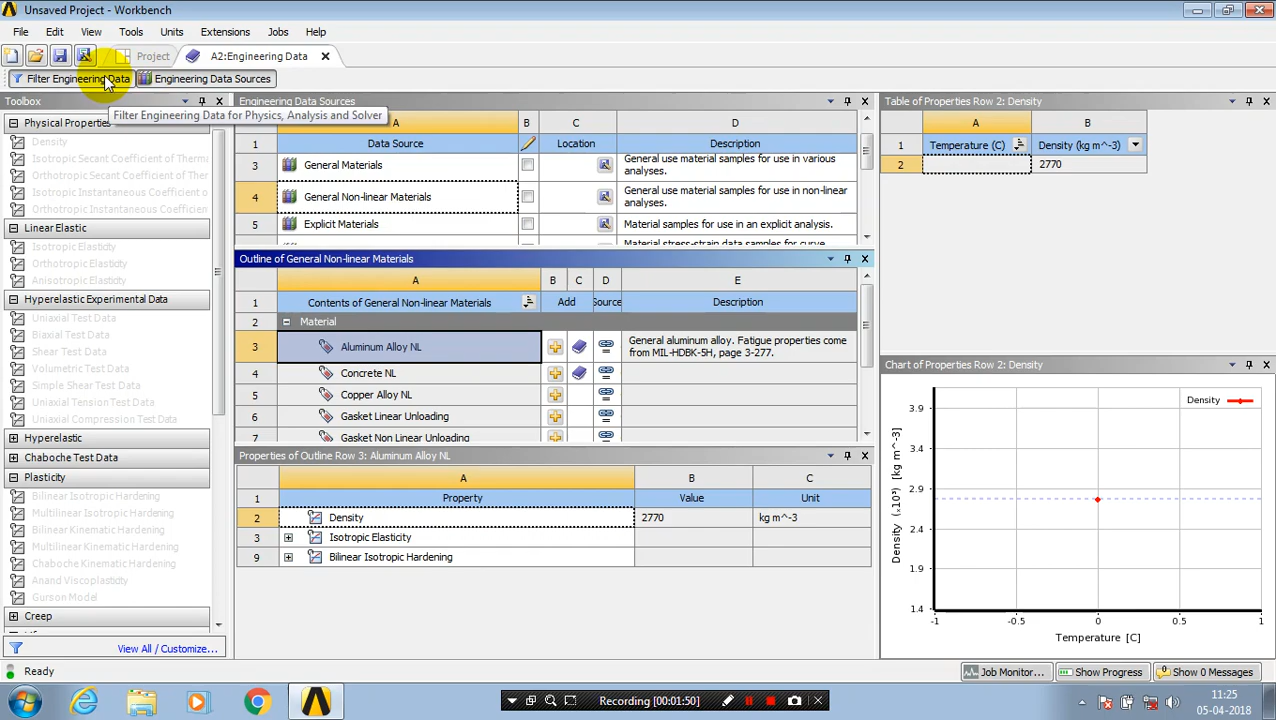 Unsaved Project - Workbench
File Edit View Tools Units Extensions Jobs Help
Project A2:Engineering Data
Filter Engineering Data Engineering Data Sources
Filter Engineering Data for Physics, Analysis and Solver
Toolbox
Physical Properties
Density
Isotropic Secant Coefficient of Therma
Orthotropic Secant Coefficient of Ther
Isotropic Instantaneous Coefficient o
Orthotropic Instantaneous Coefficien
Linear Elastic
Isotropic Elasticity
Orthotropic Elasticity
Anisotropic Elasticity
Hyperelastic Experimental Data
Uniaxial Test Data
Biaxial Test Data
Shear Test Data
Volumetric Test Data
Simple Shear Test Data
Uniaxial Tension Test Data
Uniaxial Compression Test Data
Hyperelastic
Chaboche Test Data
Plasticity
Bilinear Isotropic Hardening
Multilinear Isotropic Hardening
Bilinear Kinematic Hardening
Multilinear Kinematic Hardening
Chaboche Kinematic Hardening
Anand Viscoplasticity
Gurson Model
Creep
View All / Customize...
Engineering Data Sources
A B C D
1 Data Source Location Description
3 General Materials General use material samples for use in various
analyses.
4 General Non-linear Materials General use material samples for use in non-linear
analyses.
5 Explicit Materials Material samples for use in an explicit analysis.
Material stress-strain data samples for curve
Outline of General Non-linear Materials
A B C D E
1 Contents of General Non-linear Materials Add Source Description
2 Material
3 Aluminum Alloy NL General aluminum alloy. Fatigue properties come
from MIL-HDBK-5H, page 3-277.
4 Concrete NL
5 Copper Alloy NL
6 Gasket Linear Unloading
7 Gasket Non Linear Unloading
Properties of Outline Row 3: Aluminum Alloy NL
A B C
1 Property Value Unit
2 Density 2770 kg m^-3
3 Isotropic Elasticity
9 Bilinear Isotropic Hardening
Table of Properties Row 2: Density
A B
1 Temperature (C) Density (kg m^-3)
2 2770
Chart of Properties Row 2: Density
Density
3.9
3.4
2.9
2.4
1.9
1.4
Density (.10³) [kg m^-3]
-1 -0.5 0 0.5 1
Temperature [C]
Ready
Job Monitor... Show Progress Show 0 Messages
Recording [00:01:50]
11:25
05-04-2018